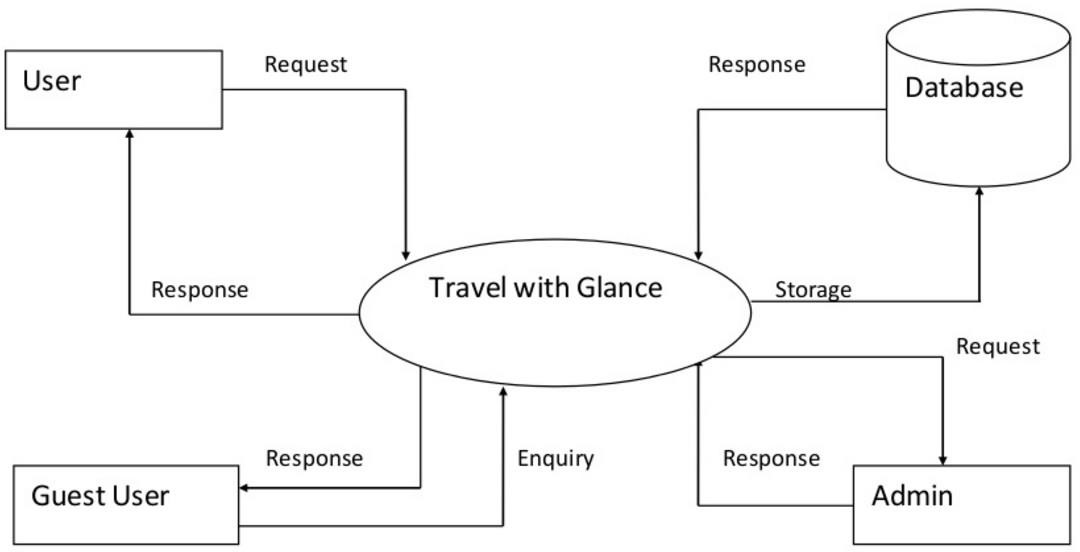 Request
User
Response
Database
Travel with Glance
Response
Storage
Request
Response
Enquiry
Response
Guest User
Admin